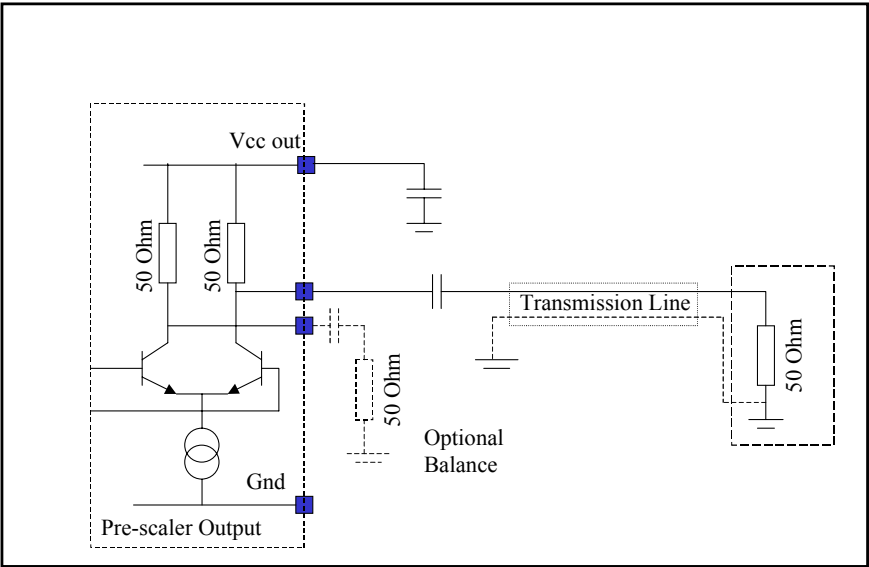 Vcc out
50 Ohm
50 Ohm
Transmission Line
50 Ohm
50 Ohm
Optional
Balance
Gnd
Pre-scaler Output